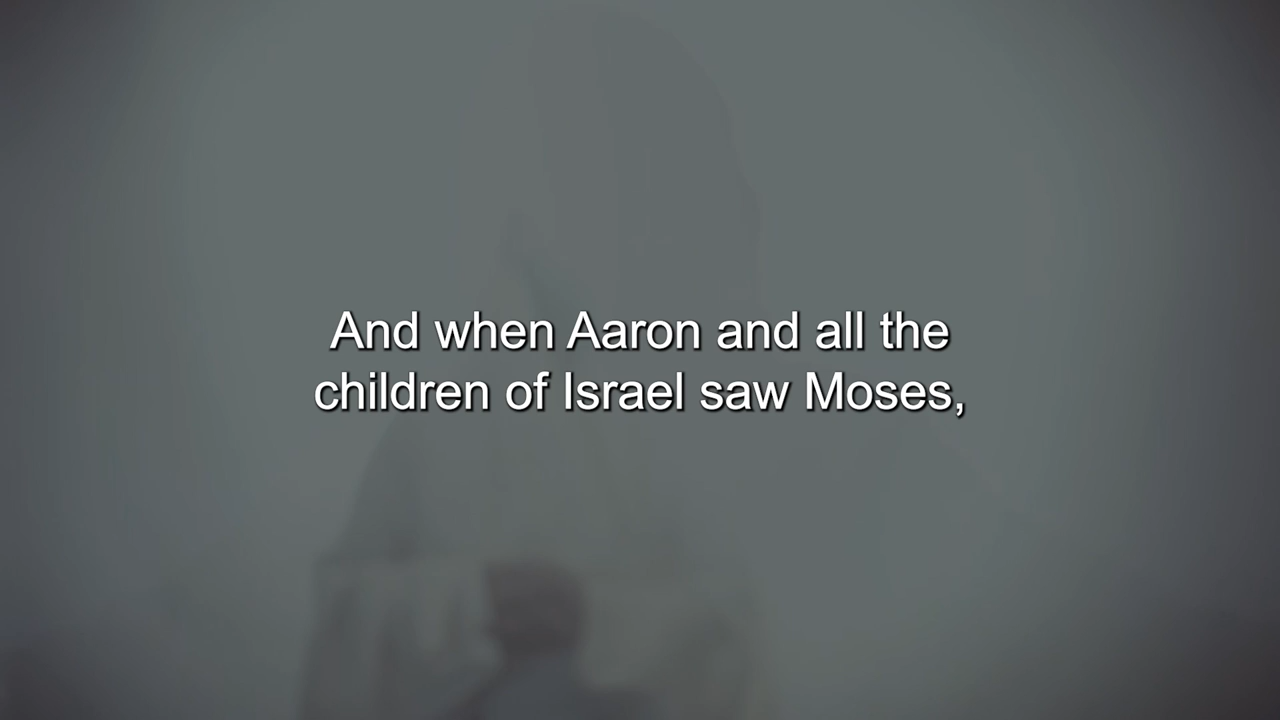 And when Aaron and all the
children of Israel saw Moses,